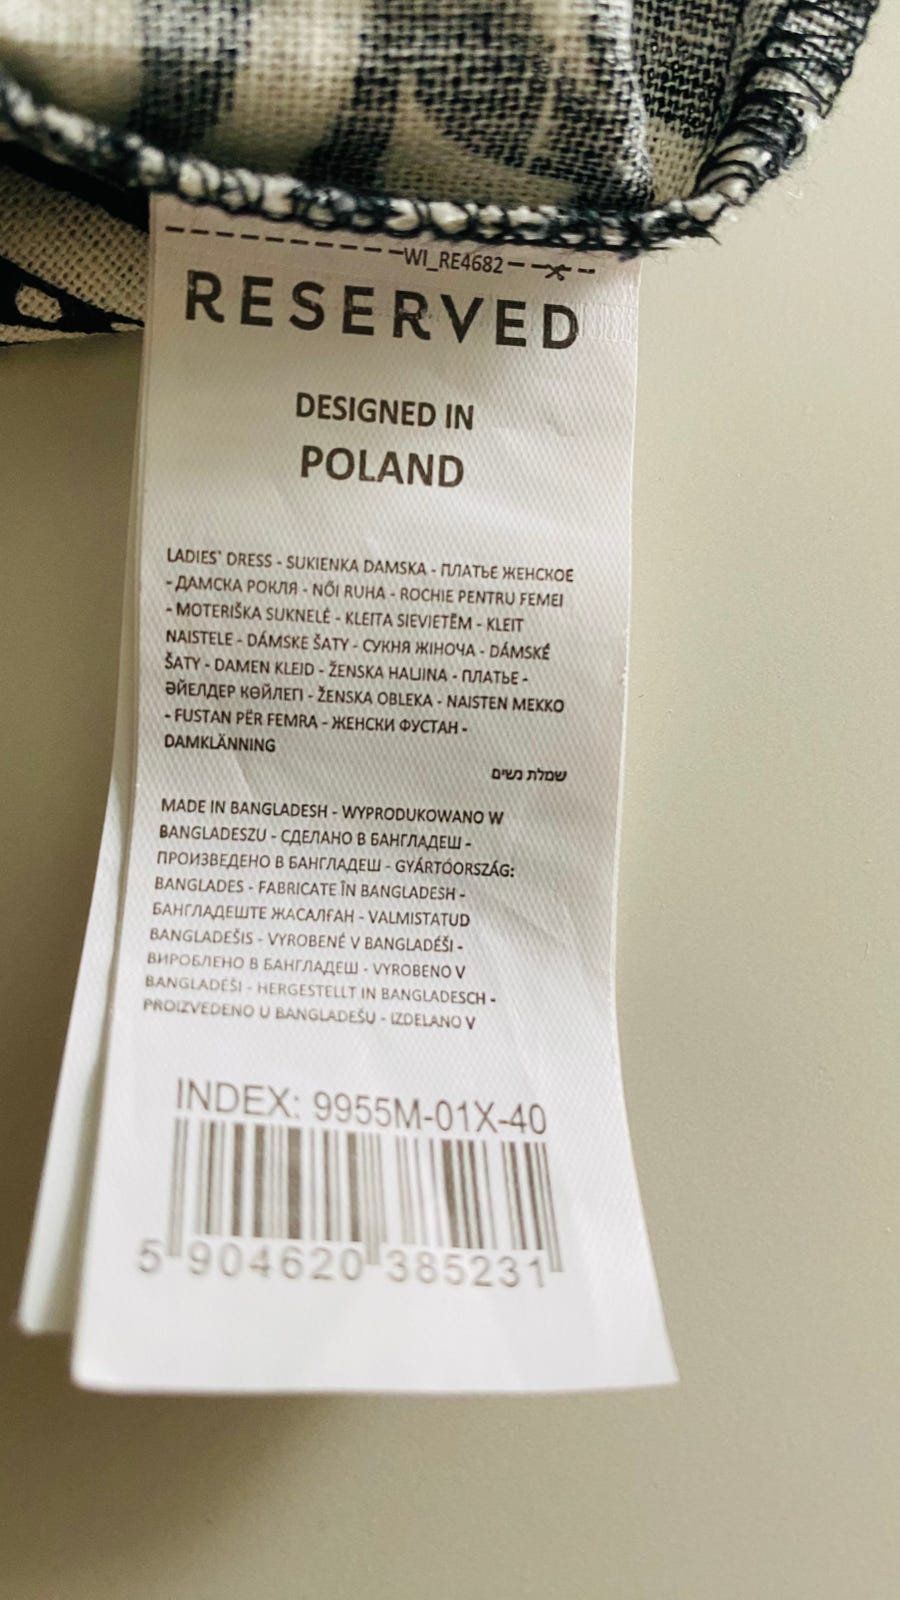 WI_RE4682
RESERVED
DESIGNED IN
POLAND
LADIES` DRESS - SUKIENKA DAMSKA - ПЛАТЬЕ ЖЕНСКОЕ
- ДАМСКА РОКЛЯ - NŐI RUHA - ROCHIE PENTRU FEMEI
- MOTERIŠKA SUKNELĖ - KLEITA SIEVIETĒM - KLEIT
NAISTELE - DÁMSKE ŠATY - СУКНЯ ЖІНОЧА - DÁMSKÉ
ŠATY - DAMEN KLEID - ŽENSKA HALJINA - ПЛАТЬЕ -
ӘЙЕЛДЕР КӨЙЛЕГІ - ŽENSKA OBLEKA - NAISTEN MEKKO
- FUSTAN PËR FEMRA - ЖЕНСКИ ФУСТАН -
DAMKLÄNNING
שמלת נשים
MADE IN BANGLADESH - WYPRODUKOWANO W
BANGLADESZU - СДЕЛАНО В БАНГЛАДЕШ -
ПРОИЗВЕДЕНО В БАНГЛАДЕШ - GYÁRTÓORSZÁG:
BANGLADES - FABRICATE ÎN BANGLADESH -
БАНГЛАДЕШТЕ ЖАСАЛҒАН - VALMISTATUD
BANGLADEŠIS - VYROBENÉ V BANGLADÉŠI -
ВИРОБЛЕНО В БАНГЛАДЕШ - VYROBENO V
BANGLADÉŠI - HERGESTELLT IN BANGLADESCH -
PROIZVEDENO U BANGLADEŠU - IZDELANO V
INDEX: 9955M-01X-40
5 904620 385231